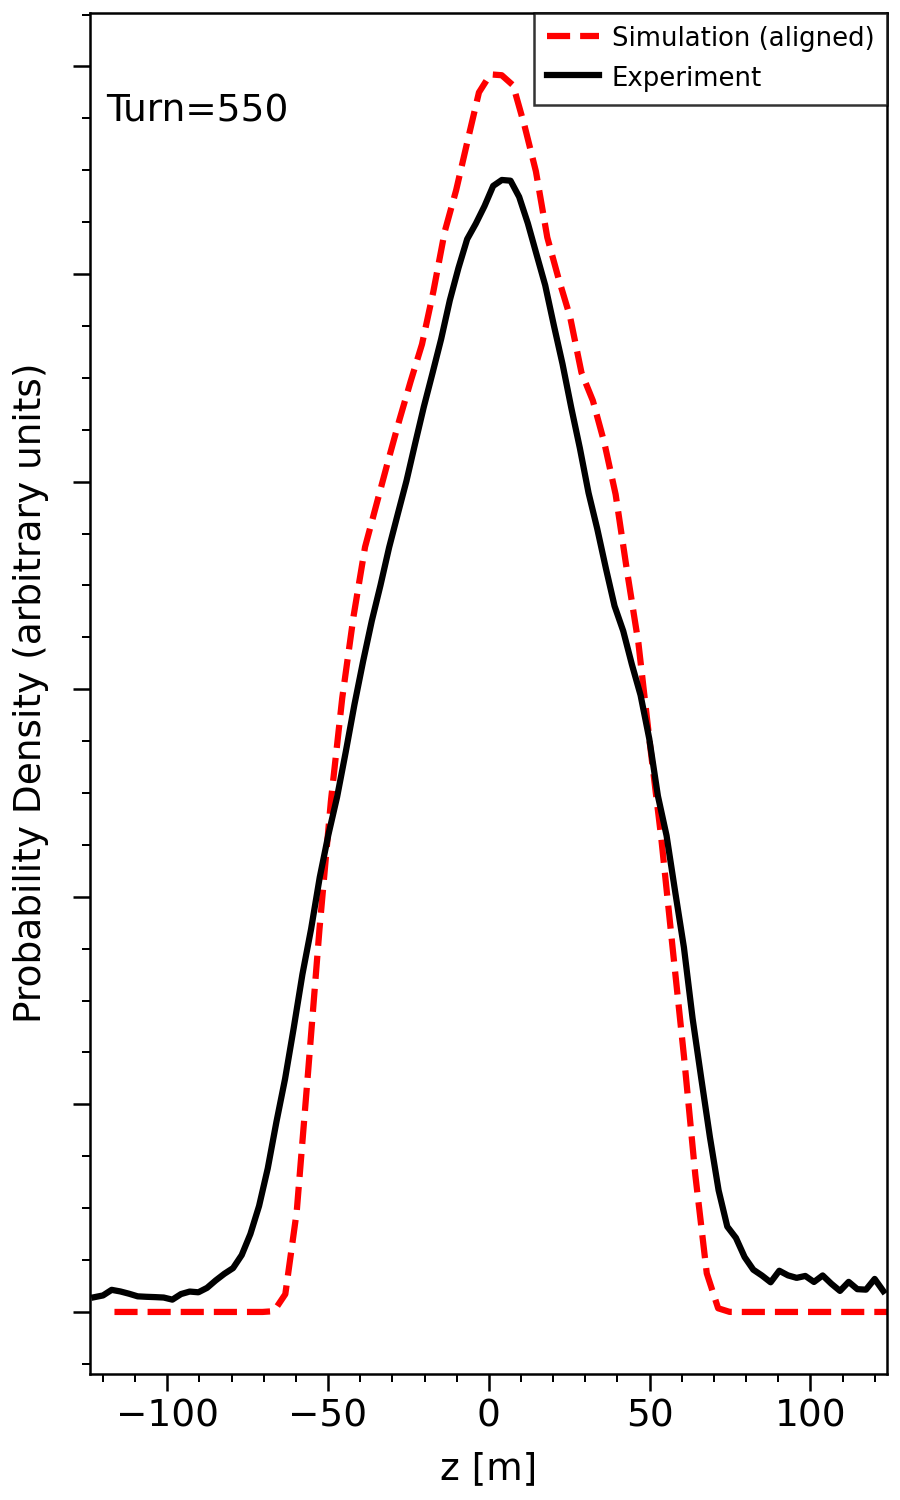 Simulation (aligned)
Experiment
Turn=550
Probability Density (arbitrary units)
−100 −50 0 50 100
z [m]